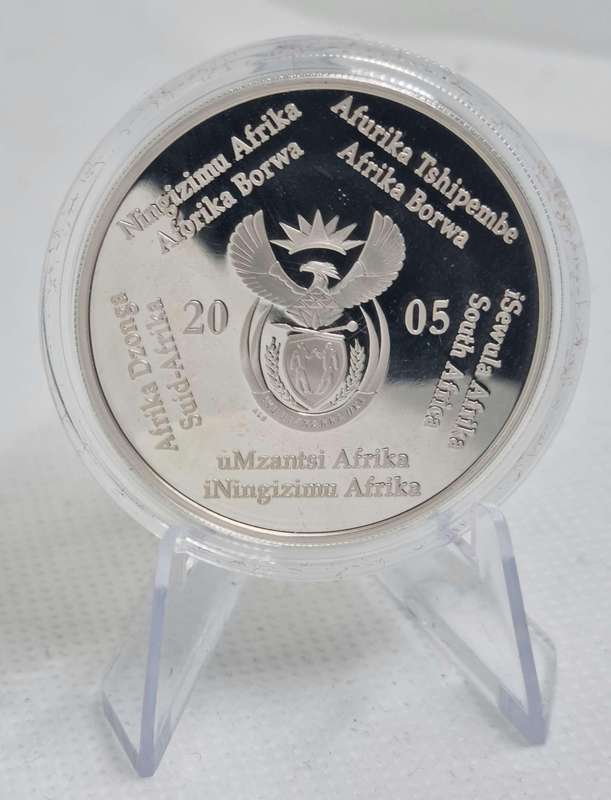 Ningizimu Afrika
Aforika Borwa
Afurika Tshipembe
Afrika Borwa
iSewula Afrika
South Africa
20 05
Afrika Dzonga
Suid-Afrika
uMzantsi Afrika
iNingizimu Afrika